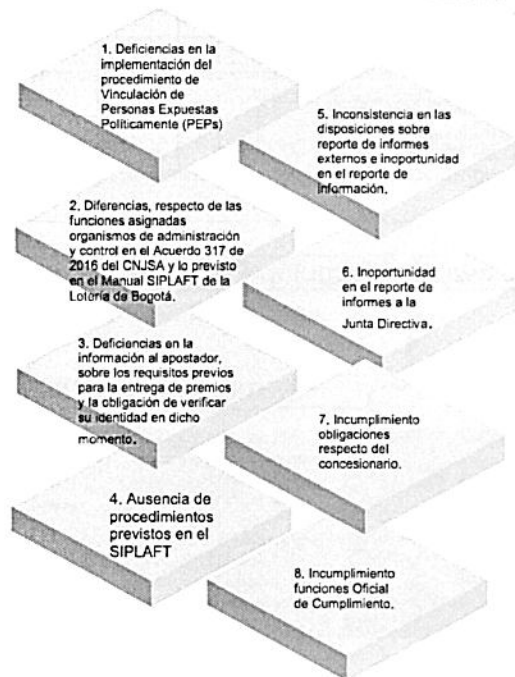 1. Deficiencias en la
implementación del
procedimiento de
Vinculación de
Personas Expuestas
Políticamente (PEPs)
2. Diferencias, respecto de las
funciones asignadas
organismos de administración
y control en el Acuerdo 317 de
2016 del CNJSA y lo previsto
en el Manual SIPLAFT de la
Lotería de Bogotá.
3. Deficiencias en la
información al apostador,
sobre los requisitos previos
para la entrega de premios
y la obligación de verificar
su identidad en dicho
momento.
4. Ausencia de
procedimientos
previstos en el
SIPLAFT
5. Inconsistencia en las
disposiciones sobre
reporte de informes
externos e inoportunidad
en el reporte de
Información.
6. Inoportunidad
en el reporte de
informes a la
Junta Directiva.
7. Incumplimiento
obligaciones
respecto del
concesionario.
8. Incumplimiento
funciones Oficial
de Cumplimiento.